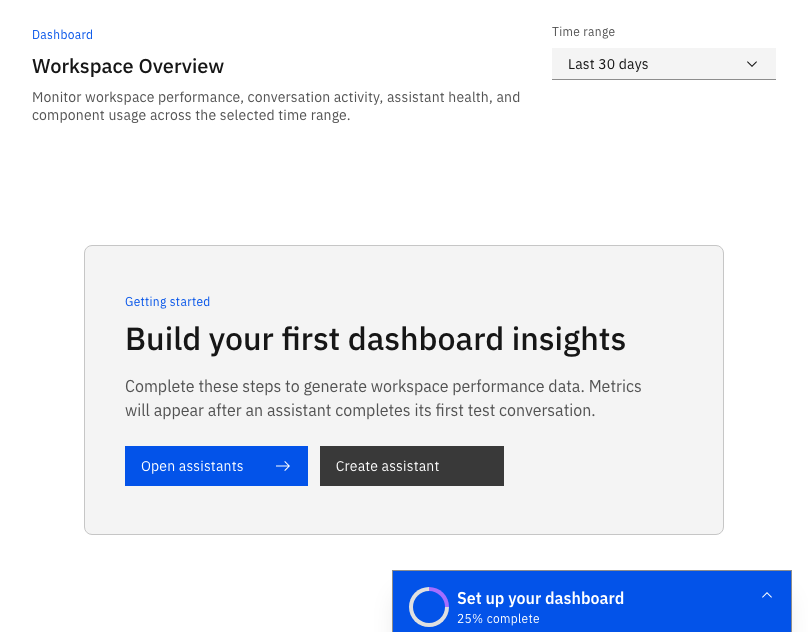 Dashboard
Workspace Overview
Monitor workspace performance, conversation activity, assistant health, and
component usage across the selected time range.
Time range
Last 30 days
Getting started
Build your first dashboard insights
Complete these steps to generate workspace performance data. Metrics
will appear after an assistant completes its first test conversation.
Open assistants
Create assistant
Set up your dashboard
25% complete